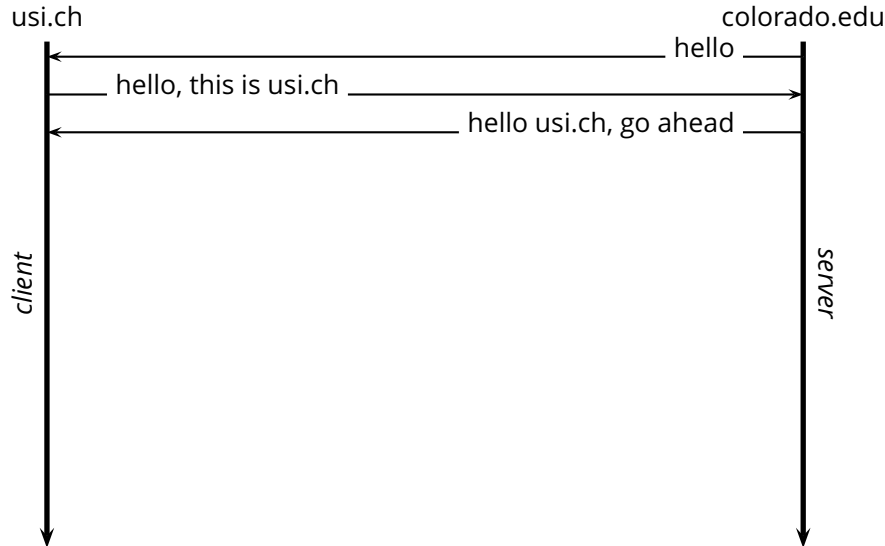 usi.ch
colorado.edu
hello
hello, this is usi.ch
hello usi.ch, go ahead
client
server